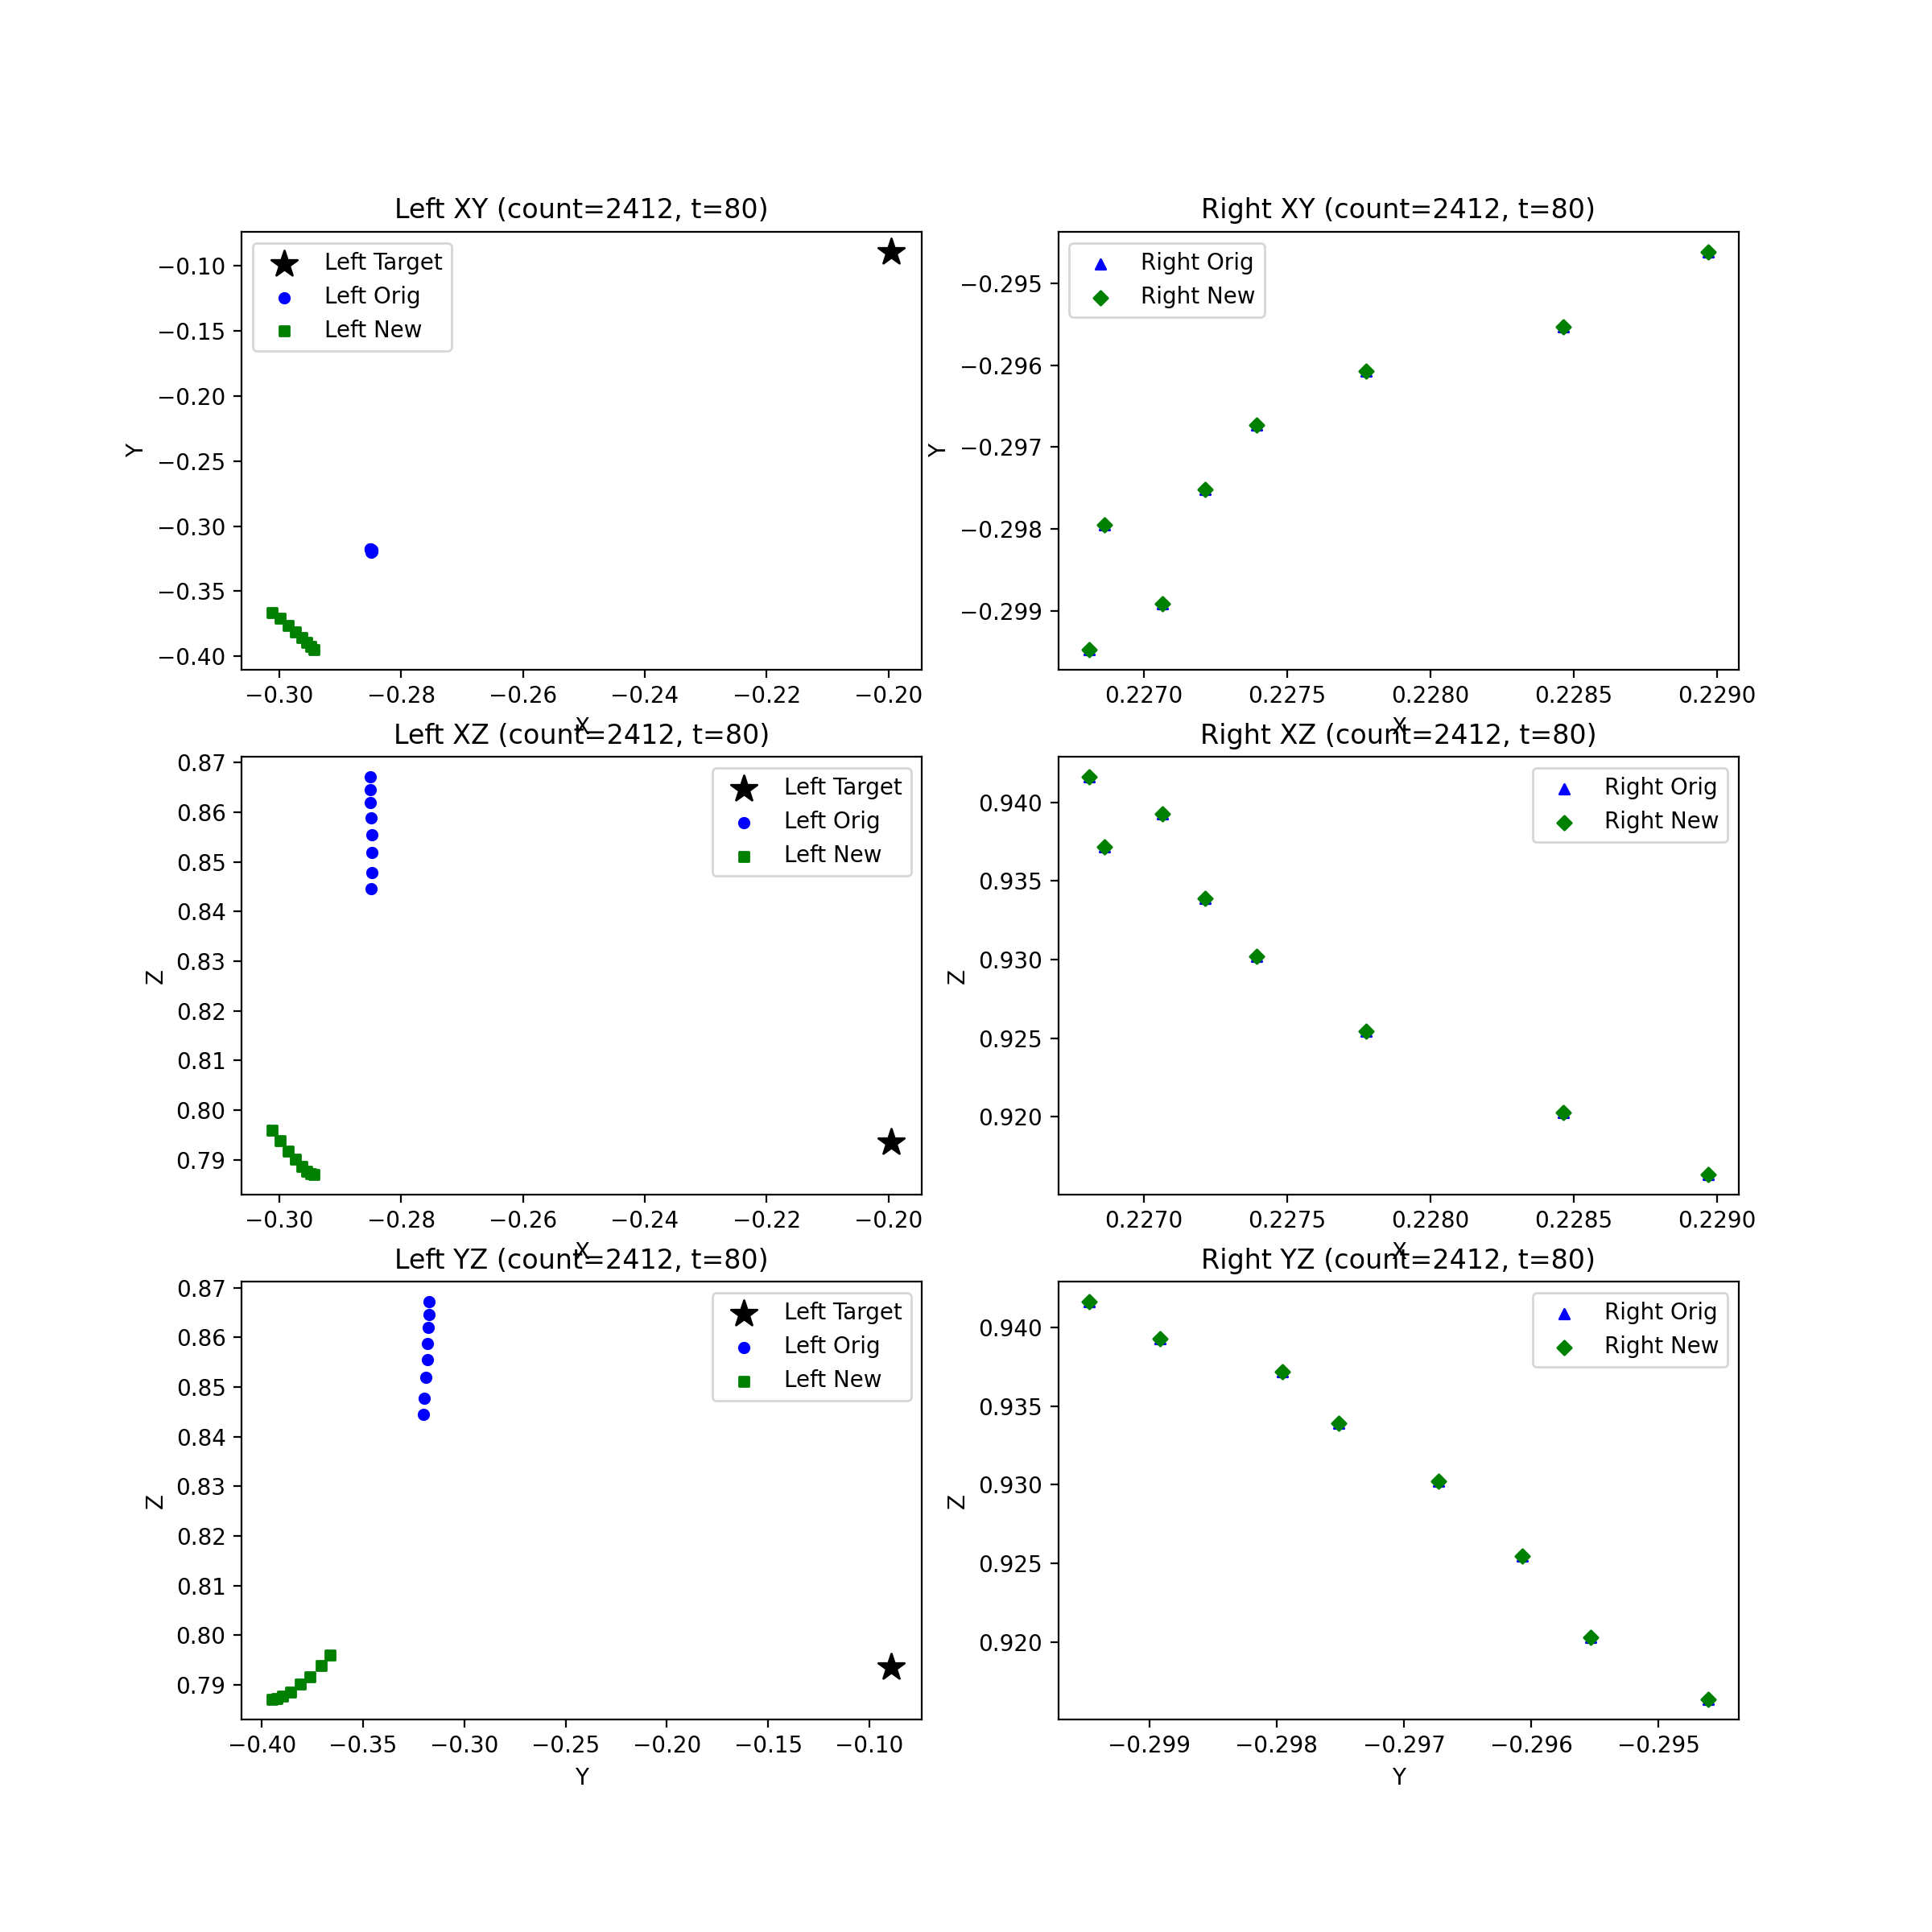 Left XY (count=2412, t=80)
Left Target
Left Orig
Left New
−0.10
−0.15
−0.20
−0.25
−0.30
−0.35
−0.40
Y
−0.30
−0.28
−0.26
−0.24
−0.22
−0.20
X
Right XY (count=2412, t=80)
Right Orig
Right New
−0.295
−0.296
−0.297
−0.298
−0.299
Y
0.2270
0.2275
0.2280
0.2285
0.2290
X
Left XZ (count=2412, t=80)
Left Target
Left Orig
Left New
0.87
0.86
0.85
0.84
0.83
0.82
0.81
0.80
0.79
Z
−0.30
−0.28
−0.26
−0.24
−0.22
−0.20
X
Right XZ (count=2412, t=80)
Right Orig
Right New
0.940
0.935
0.930
0.925
0.920
Z
0.2270
0.2275
0.2280
0.2285
0.2290
X
Left YZ (count=2412, t=80)
Left Target
Left Orig
Left New
0.87
0.86
0.85
0.84
0.83
0.82
0.81
0.80
0.79
Z
−0.40
−0.35
−0.30
−0.25
−0.20
−0.15
−0.10
Y
Right YZ (count=2412, t=80)
Right Orig
Right New
0.940
0.935
0.930
0.925
0.920
Z
−0.299
−0.298
−0.297
−0.296
−0.295
Y